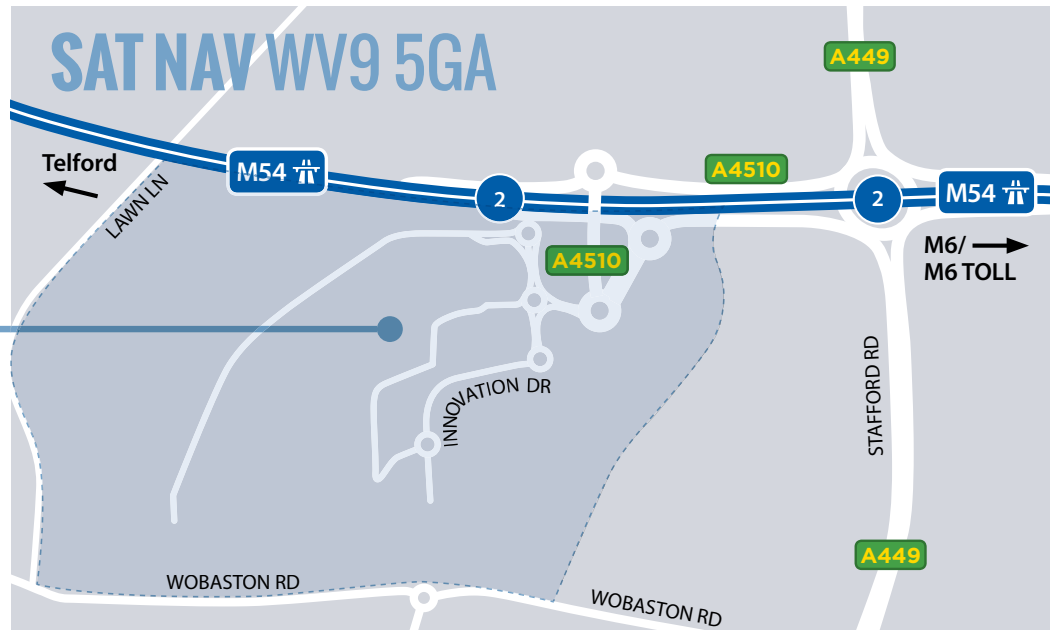 SAT NAV WV9 5GA
A449
Telford
LAWN LN
M54
2
A4510
2
M54
A4510
M6/
M6 TOLL
INNOVATION DR
STAFFORD RD
A449
WOBASTON RD
WOBASTON RD